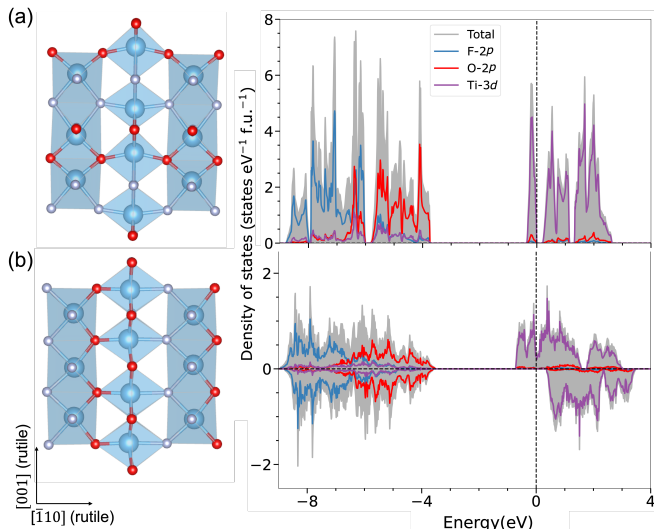 (a)
(b)
[001] (rutile)
[1̄10] (rutile)
Density of states (states eV⁻¹ f.u.⁻¹)
8
6
4
2
0
Total
F-2p
O-2p
Ti-3d
2
0
−2
−8
−4
0
4
Energy(eV)